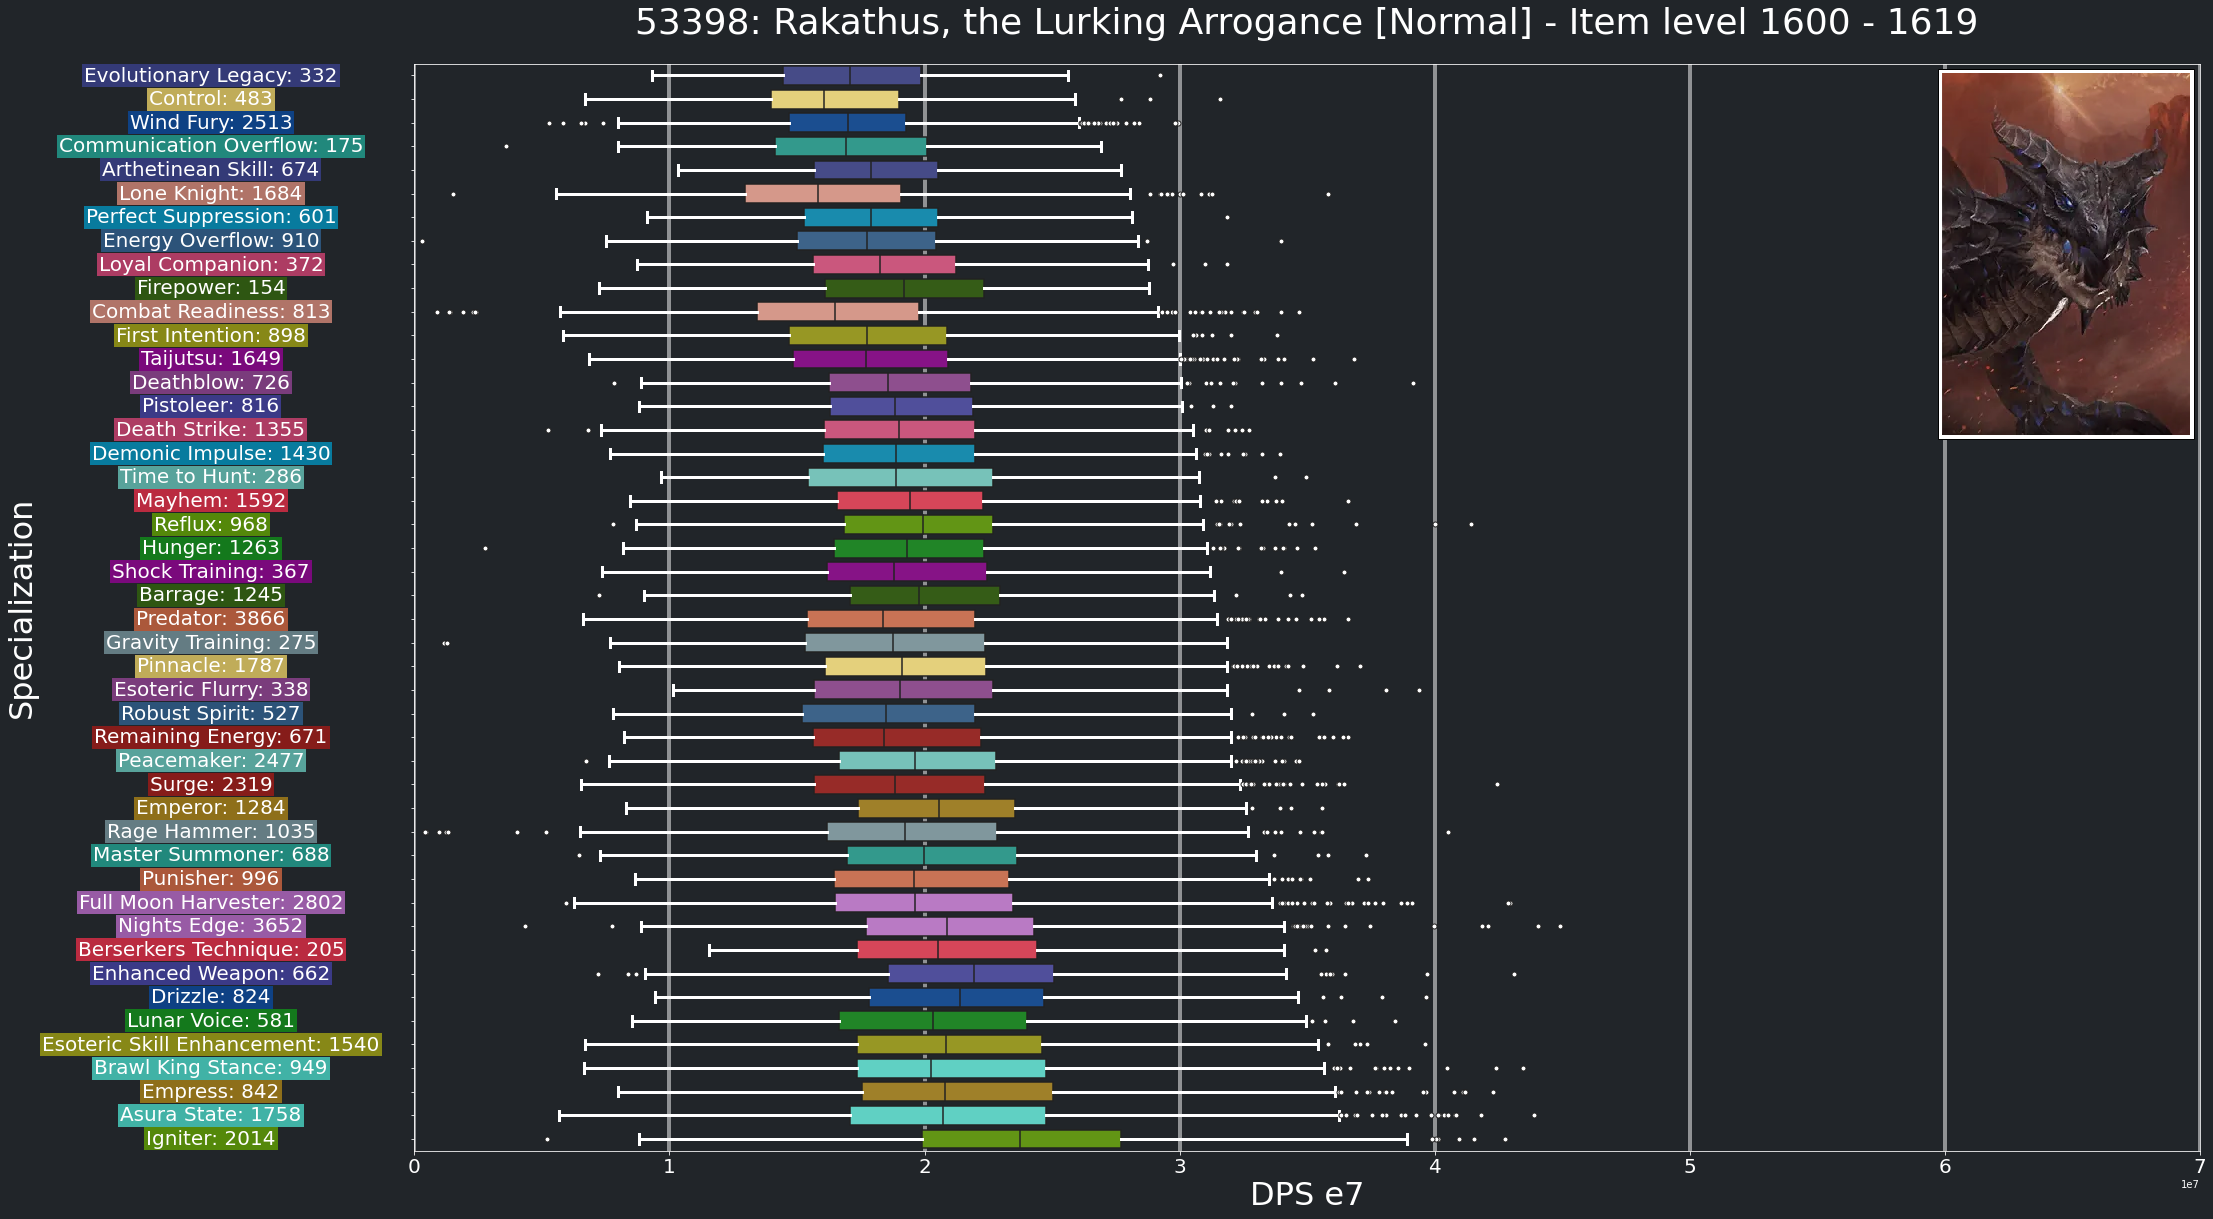 53398: Rakathus, the Lurking Arrogance [Normal] - Item level 1600 - 1619
Specialization
Evolutionary Legacy: 332
Control: 483
Wind Fury: 2513
Communication Overflow: 175
Arthetinean Skill: 674
Lone Knight: 1684
Perfect Suppression: 601
Energy Overflow: 910
Loyal Companion: 372
Firepower: 154
Combat Readiness: 813
First Intention: 898
Taijutsu: 1649
Deathblow: 726
Pistoleer: 816
Death Strike: 1355
Demonic Impulse: 1430
Time to Hunt: 286
Mayhem: 1592
Reflux: 968
Hunger: 1263
Shock Training: 367
Barrage: 1245
Predator: 3866
Gravity Training: 275
Pinnacle: 1787
Esoteric Flurry: 338
Robust Spirit: 527
Remaining Energy: 671
Peacemaker: 2477
Surge: 2319
Emperor: 1284
Rage Hammer: 1035
Master Summoner: 688
Punisher: 996
Full Moon Harvester: 2802
Nights Edge: 3652
Berserkers Technique: 205
Enhanced Weapon: 662
Drizzle: 824
Lunar Voice: 581
Esoteric Skill Enhancement: 1540
Brawl King Stance: 949
Empress: 842
Asura State: 1758
Igniter: 2014
0 1 2 3 4 5 6 7
1e7
DPS e7